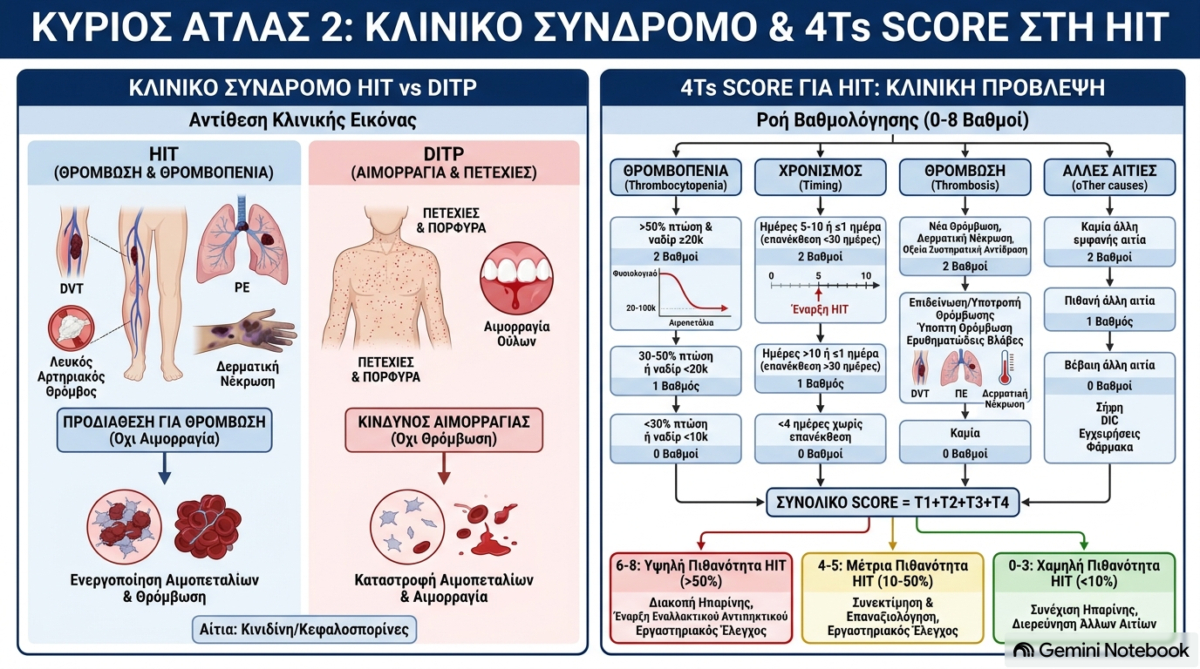 ΚΥΡΙΟΣ ΑΤΛΑΣ 2: ΚΛΙΝΙΚΟ ΣΥΝΔΡΟΜΟ & 4Ts SCORE ΣΤΗ HIT
ΚΛΙΝΙΚΟ ΣΥΝΔΡΟΜΟ HIT vs DITP
Αντίθεση Κλινικής Εικόνας
HIT
(ΘΡΟΜΒΩΣΗ & ΘΡΟΜΒΟΠΕΝΙΑ)
DVT
PE
Λευκός
Αρτηριακός
Θρόμβος
Δερματική
Νέκρωση
ΠΡΟΔΙΑΘΕΣΗ ΓΙΑ ΘΡΟΜΒΩΣΗ
(Όχι Αιμορραγία)
Ενεργοποίηση Αιμοπεταλίων
& Θρόμβωση
DITP
(ΑΙΜΟΡΡΑΓΙΑ & ΠΕΤΕΧΙΕΣ)
ΠΕΤΕΧΙΕΣ
& ΠΟΡΦΥΡΑ
Αιμορραγία
Ούλων
ΠΕΤΕΧΙΕΣ
& ΠΟΡΦΥΡΑ
ΚΙΝΔΥΝΟΣ ΑΙΜΟΡΡΑΓΙΑΣ
(Όχι Θρόμβωση)
Καταστροφή Αιμοπεταλίων
& Αιμορραγία
Αίτια: Κινιδίνη/Κεφαλοσπορίνες
4Ts SCORE ΓΙΑ HIT: ΚΛΙΝΙΚΗ ΠΡΟΒΛΕΨΗ
Ροή Βαθμολόγησης (0-8 Βαθμοί)
ΘΡΟΜΒΟΠΕΝΙΑ
(Thrombocytopenia)
>50% πτώση &
ναδίρ ≥20k
2 Βαθμοί
20-100k
30-50% πτώση
ή ναδίρ <20k
1 Βαθμός
<30% πτώση
ή ναδίρ <10k
0 Βαθμοί
ΧΡΟΝΙΣΜΟΣ
(Timing)
Ημέρες 5-10 ή ≤1 ημέρα
(επανέκθεση <30 ημέρες)
2 Βαθμοί
0 5 10
Έναρξη HIT
Ημέρες >10 ή ≤1 ημέρα
(επανέκθεση >30 ημέρες)
1 Βαθμός
<4 ημέρες χωρίς
επανέκθεση
0 Βαθμοί
ΘΡΟΜΒΩΣΗ
(Thrombosis)
Νέα Θρόμβωση,
Δερματική Νέκρωση,
Οξεία Αντίδραση
2 Βαθμοί
Επιδείνωση/Υποτροπή
Θρόμβωσης
Ύποπτη Θρόμβωση
Ερυθηματώδεις Βλάβες
DVT
PE
Νέκρωση
Καμία
0 Βαθμοί
ΑΛΛΕΣ ΑΙΤΙΕΣ
(oTher causes)
Καμία άλλη
εμφανής αιτία
2 Βαθμοί
Πιθανή άλλη αιτία
1 Βαθμός
Βέβαιη άλλη αιτία
0 Βαθμοί
DIC
Φάρμακα
ΣΥΝΟΛΙΚΟ SCORE = T1+T2+T3+T4
6-8: Υψηλή Πιθανότητα HIT
(>50%)
Διακοπή Ηπαρίνης,
Έναρξη Εναλλακτικού Αντιπηκτικού
Εργαστηριακός Έλεγχος
4-5: Μέτρια Πιθανότητα
HIT (10-50%)
Συνεκτίμηση &
Επαναξιολόγηση,
Εργαστηριακός Έλεγχος
0-3: Χαμηλή Πιθανότητα
HIT (<10%)
Συνέχιση Ηπαρίνης,
Διερεύνηση Άλλων Αιτίων
Gemini Notebook